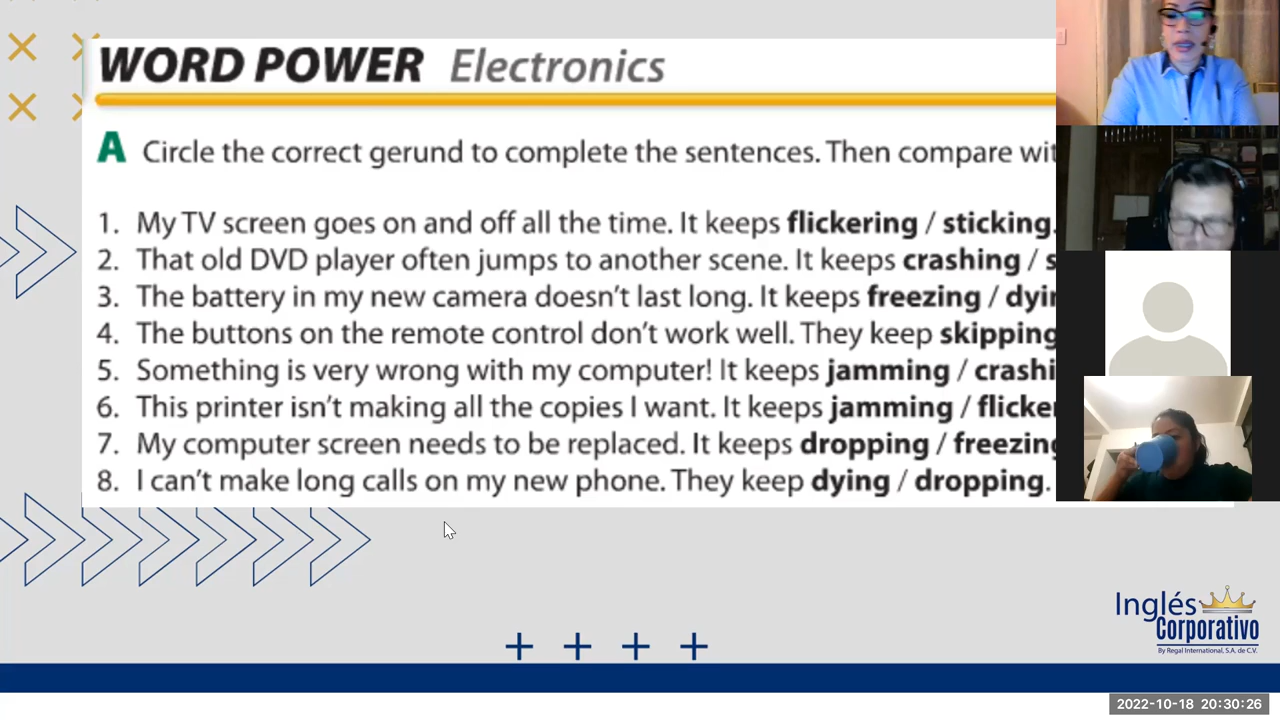 WORD POWER Electronics
A Circle the correct gerund to complete the sentences. Then compare
1. My TV screen goes on and off all the time. It keeps flickering / sticking.
2. That old DVD player often jumps to another scene. It keeps crashing /
3. The battery in my new camera doesn't last long. It keeps freezing /
4. The buttons on the remote control don't work well. They keep skipping
5. Something is very wrong with my computer! It keeps jamming /
6. This printer isn't making all the copies I want. It keeps jamming /
7. My computer screen needs to be replaced. It keeps dropping / freezing
8. I can't make long calls on my new phone. They keep dying / dropping.
Inglés
Corporativo
By Regal International, S.A. de C.V.
2022-10-18 20:30:26